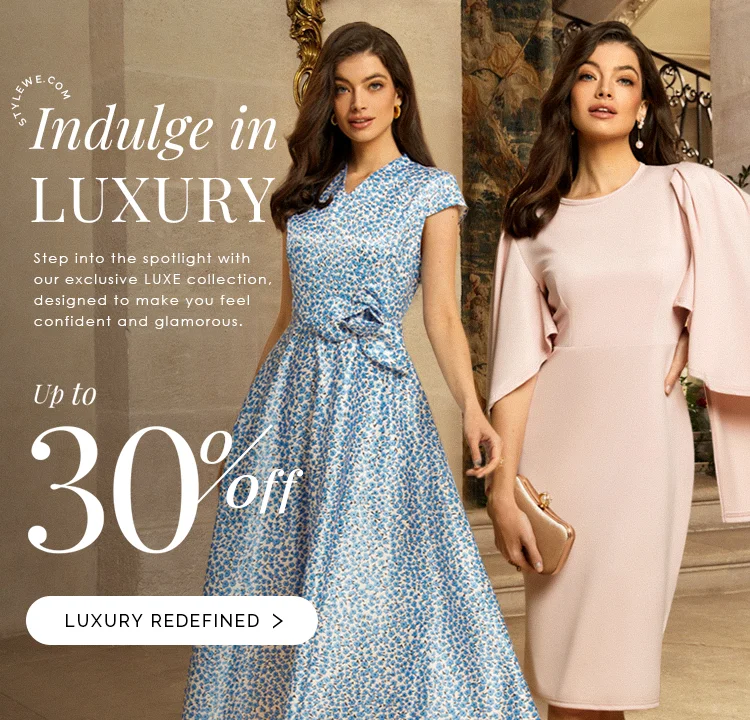 STYLEWE.COM
Indulge in
LUXURY
Step into the spotlight with
our exclusive LUXE collection,
designed to make you feel
confident and glamorous.
Up to
30% off
LUXURY REDEFINED >